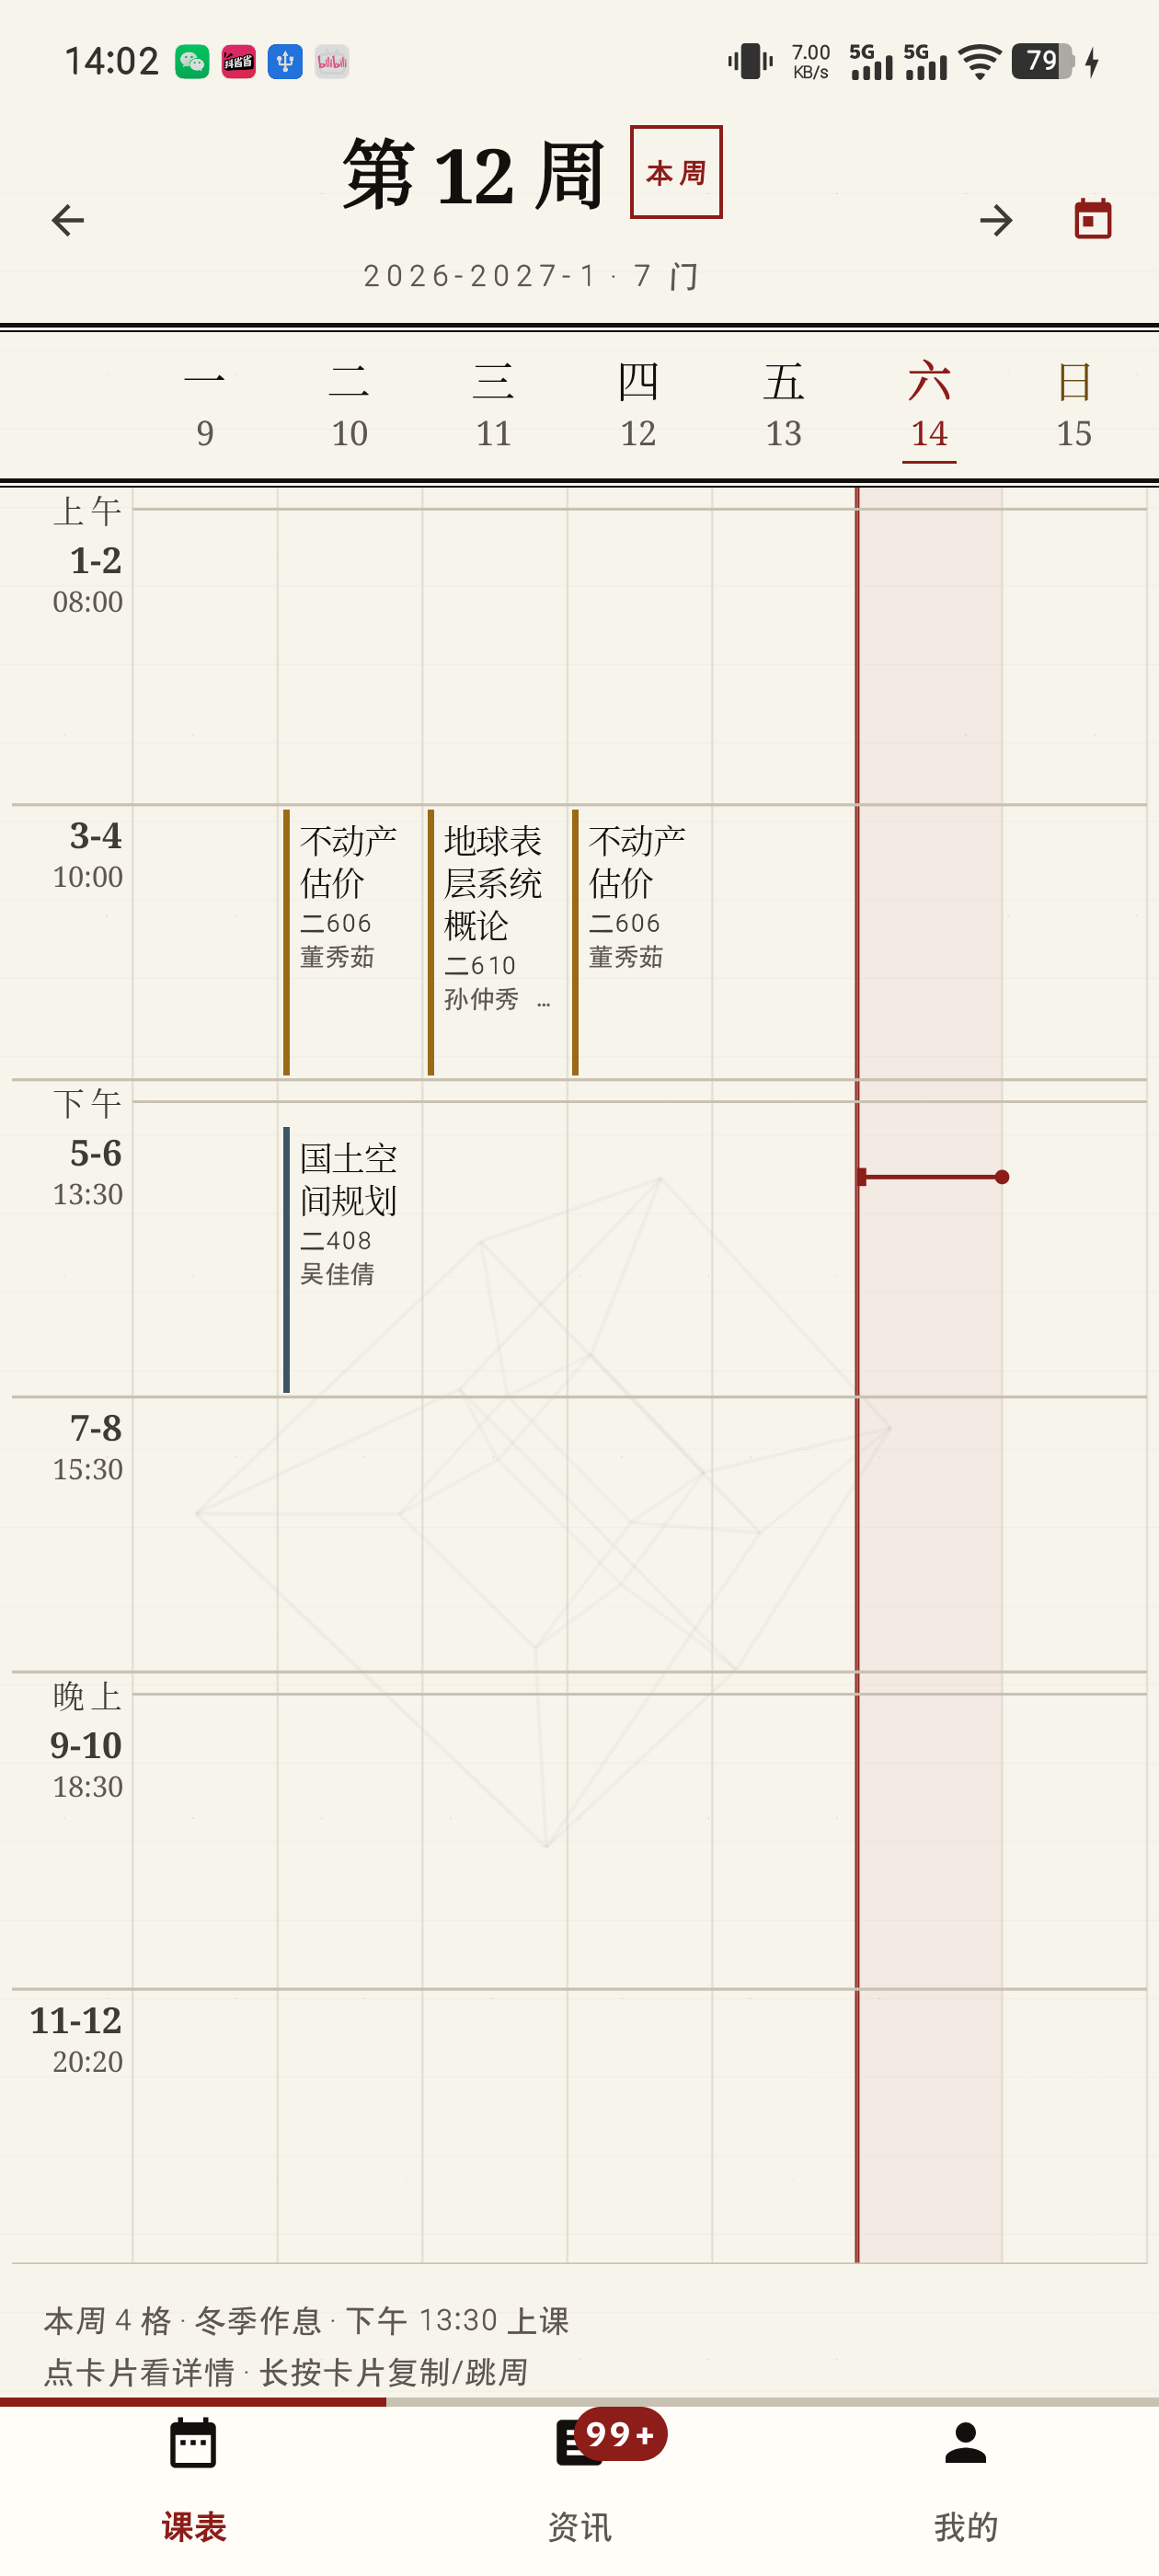 14:02
抖省省
bilibili
7.00
KB/s
5G
5G
79
第 12 周
本周
2026-2027-1 · 7 门
一
二
三
四
五
六
日
9
10
11
12
13
14
15
上午
1-2
08:00
3-4
10:00
不动产
估价
二606
董秀茹
地球表
层系统
概论
二610
孙仲秀 …
不动产
估价
二606
董秀茹
下午
5-6
13:30
国土空
间规划
二408
吴佳倩
7-8
15:30
晚上
9-10
18:30
11-12
20:20
本周 4 格 · 冬季作息 · 下午 13:30 上课
点卡片看详情 · 长按卡片复制/跳周
99+
课表
资讯
我的